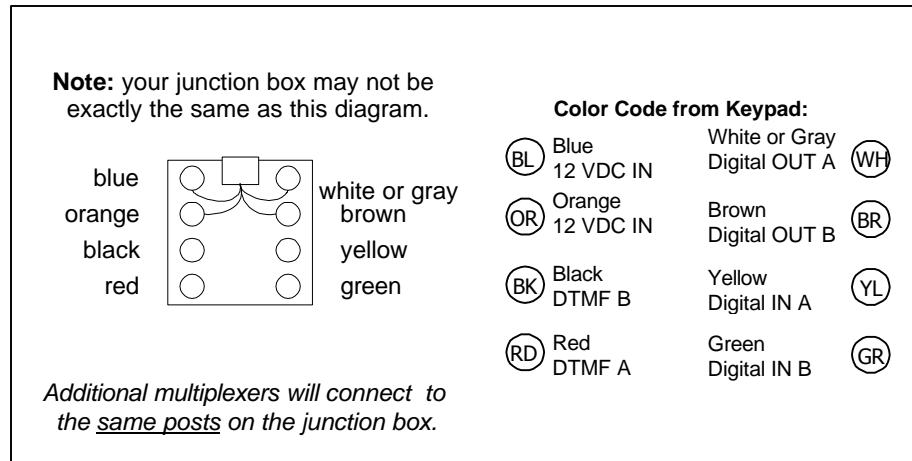 Note: your junction box may not be
exactly the same as this diagram.
blue
orange
black
red
white or gray
brown
yellow
green
Additional multiplexers will connect to
the same posts on the junction box.
Color Code from Keypad:
BL Blue
12 VDC IN
OR Orange
12 VDC IN
BK Black
DTMF B
RD Red
DTMF A
White or Gray
Digital OUT A WH
Brown
Digital OUT B BR
Yellow
Digital IN A YL
Green
Digital IN B GR